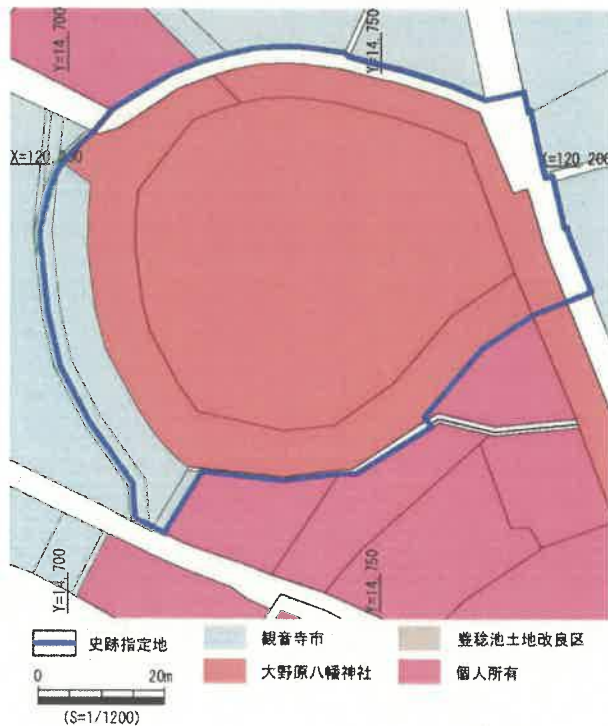 Y=14,700
Y=14,750
X=120,200
X=120,200
Y=14,700
Y=14,750
史跡指定地
観音寺市
豊稔池土地改良区
大野原八幡神社
個人所有
0 20m
(S=1/1200)